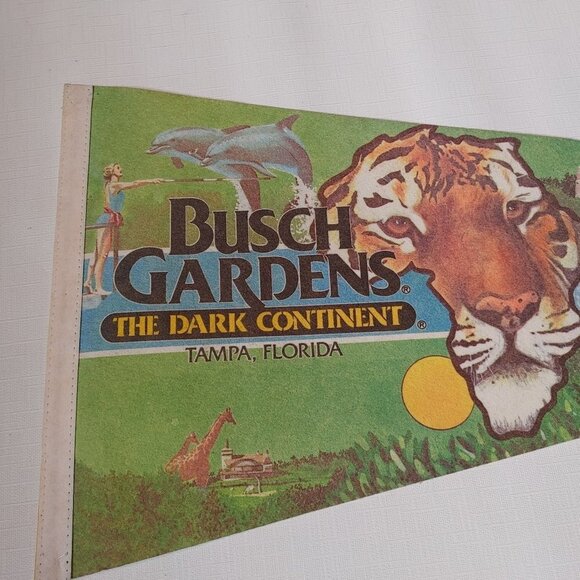 BUSCH
GARDENS®
THE DARK CONTINENT®
TAMPA, FLORIDA